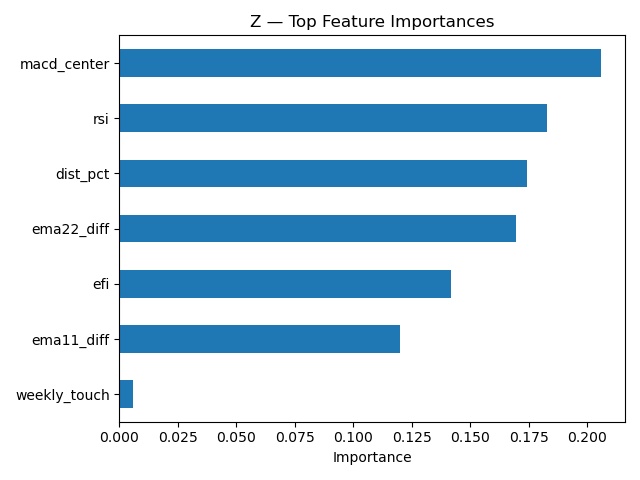 Z — Top Feature Importances
macd_center
rsi
dist_pct
ema22_diff
efi
ema11_diff
weekly_touch
0.000 0.025 0.050 0.075 0.100 0.125 0.150 0.175 0.200
Importance